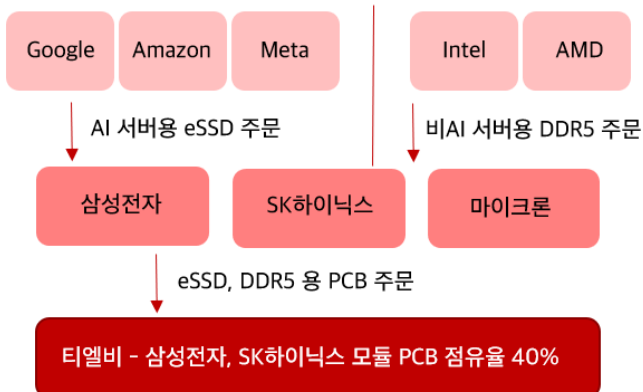 Google Amazon Meta Intel AMD
AI 서버용 eSSD 주문 비AI 서버용 DDR5 주문
삼성전자 SK하이닉스 마이크론
eSSD, DDR5 용 PCB 주문
티엘비 - 삼성전자, SK하이닉스 모듈 PCB 점유율 40%